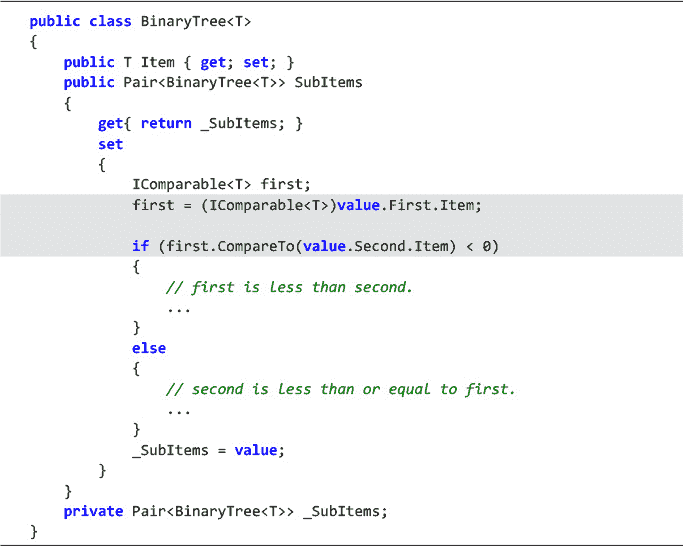 public class BinaryTree<T>
{
    public T Item { get; set; }
    public Pair<BinaryTree<T>> SubItems
    {
        get{ return _SubItems; }
        set
        {
            IComparable<T> first;
            first = (IComparable<T>)value.First.Item;

            if (first.CompareTo(value.Second.Item) < 0)
            {
                // first is less than second.
                ...
            }
            else
            {
                // second is less than or equal to first.
                ...
            }
            _SubItems = value;
        }
    }
    private Pair<BinaryTree<T>> _SubItems;
}